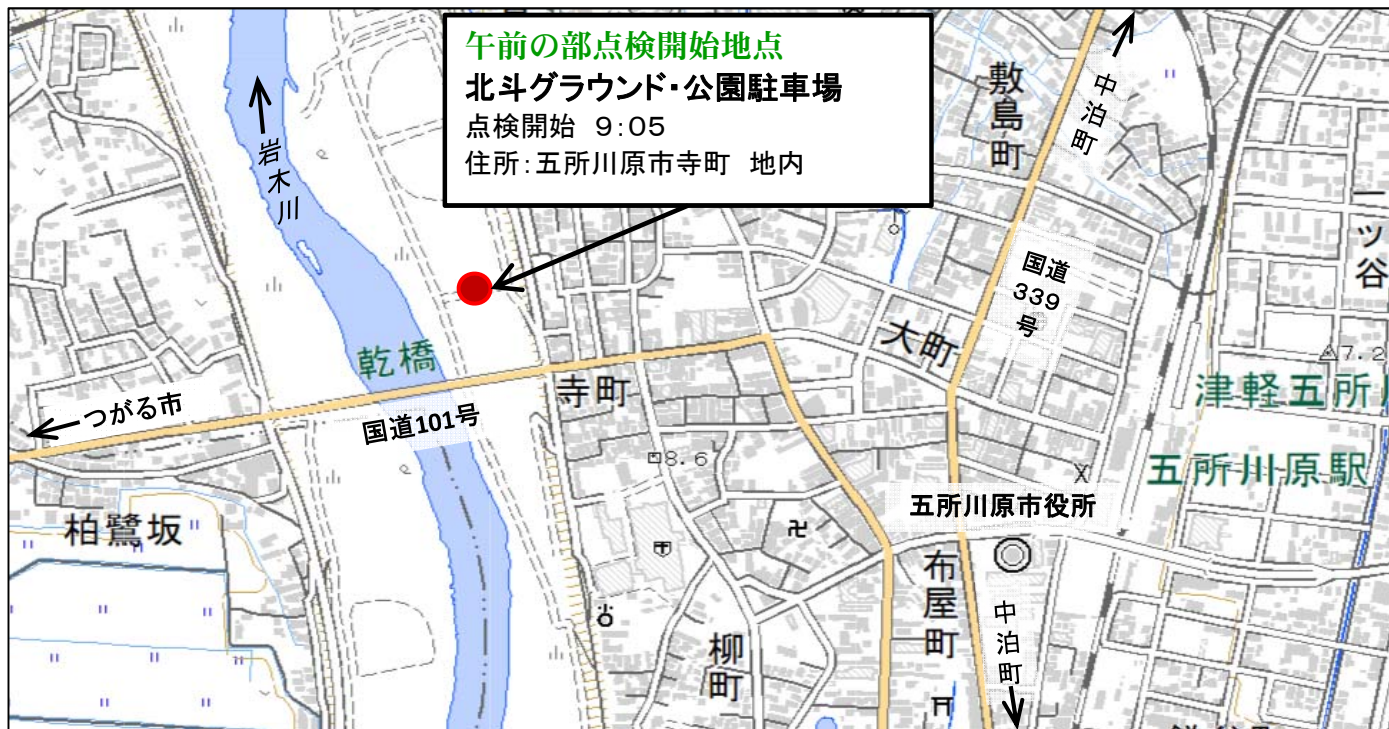 午前の部点検開始地点
北斗グラウンド・公園駐車場
点検開始 9:05
住所:五所川原市寺町 地内
岩木川
敷島町
中泊町
一ツ谷
国道
339
号
大町
7.2
乾橋
寺町
つがる市
国道101号
津軽五所川
8.6
五所川原駅
五所川原市役所
柏鷺坂
布屋町
中泊町
柳町